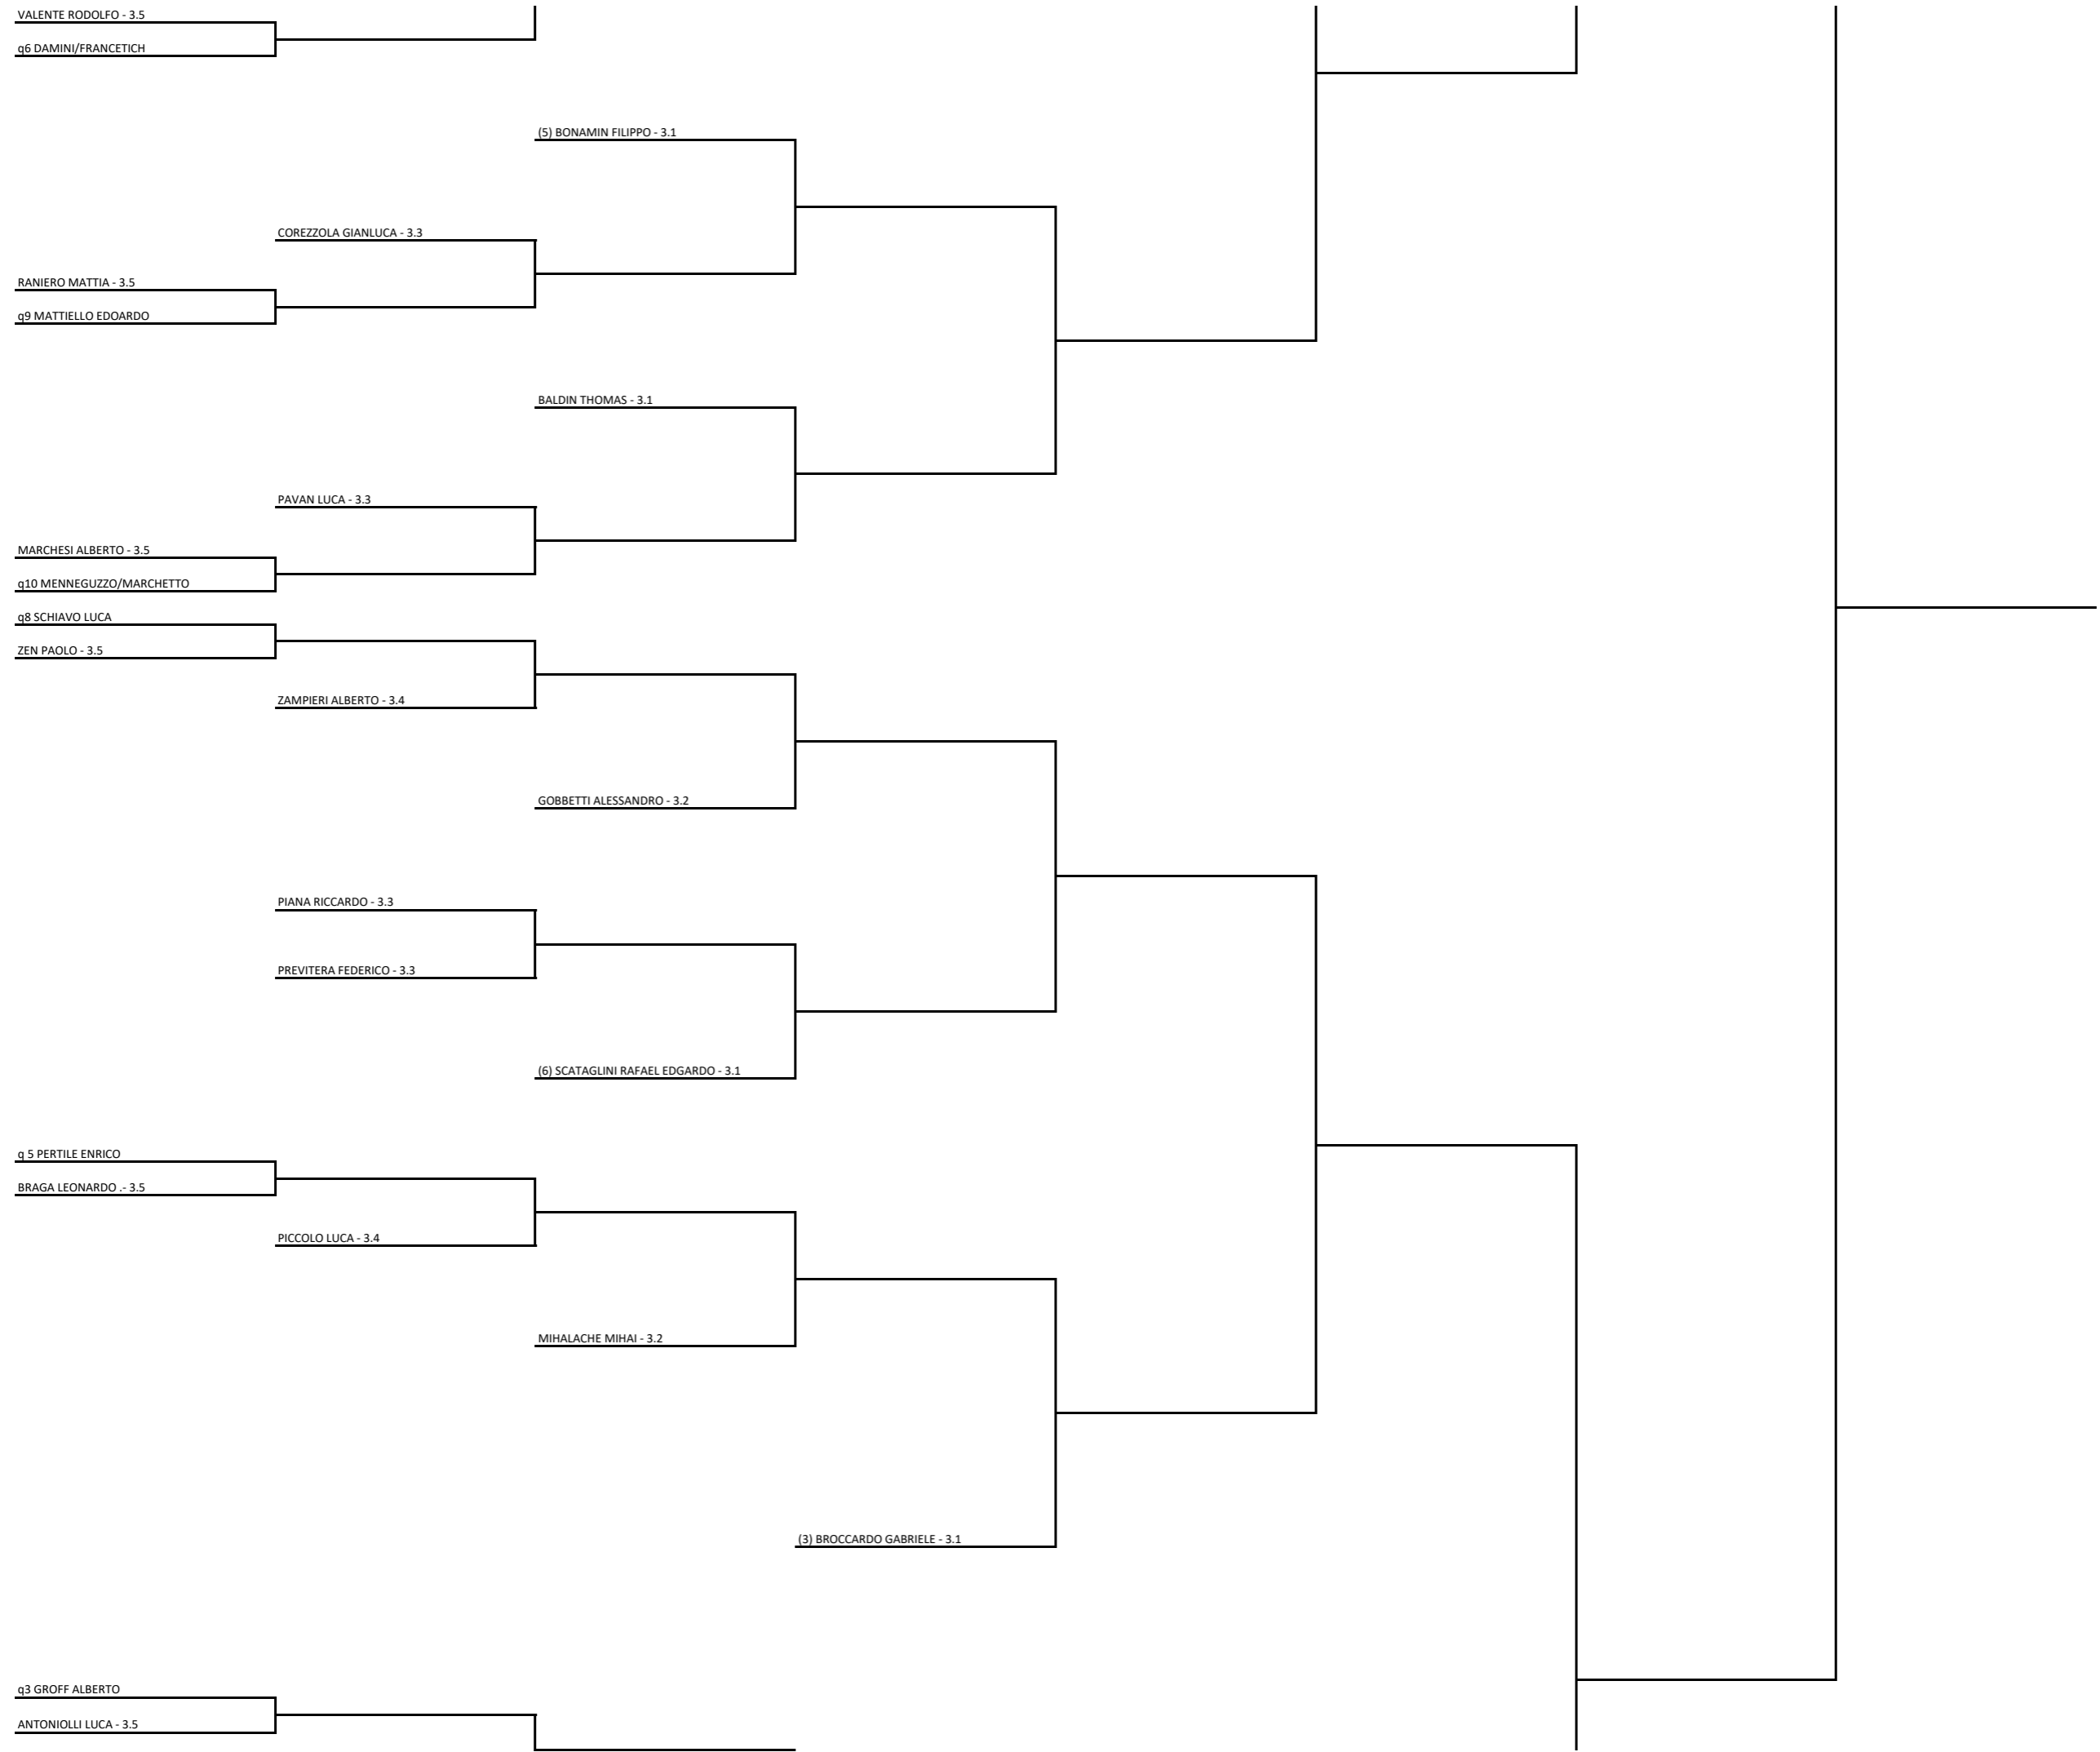 VALENTE RODOLFO - 3.5
q6 DAMINI/FRANCETICH
(5) BONAMIN FILIPPO - 3.1
COREZZOLA GIANLUCA - 3.3
RANIERO MATTIA - 3.5
q9 MATTIELLO EDOARDO
BALDIN THOMAS - 3.1
PAVAN LUCA - 3.3
MARCHESI ALBERTO - 3.5
q10 MENNEGUZZO/MARCHETTO
q8 SCHIAVO LUCA
ZEN PAOLO - 3.5
ZAMPIERI ALBERTO - 3.4
GOBBETTI ALESSANDRO - 3.2
PIANA RICCARDO - 3.3
PREVITERA FEDERICO - 3.3
(6) SCATAGLINI RAFAEL EDGARDO - 3.1
q 5 PERTILE ENRICO
BRAGA LEONARDO .- 3.5
PICCOLO LUCA - 3.4
MIHALACHE MIHAI - 3.2
(3) BROCCARDO GABRIELE - 3.1
q3 GROFF ALBERTO
ANTONIOLLI LUCA - 3.5